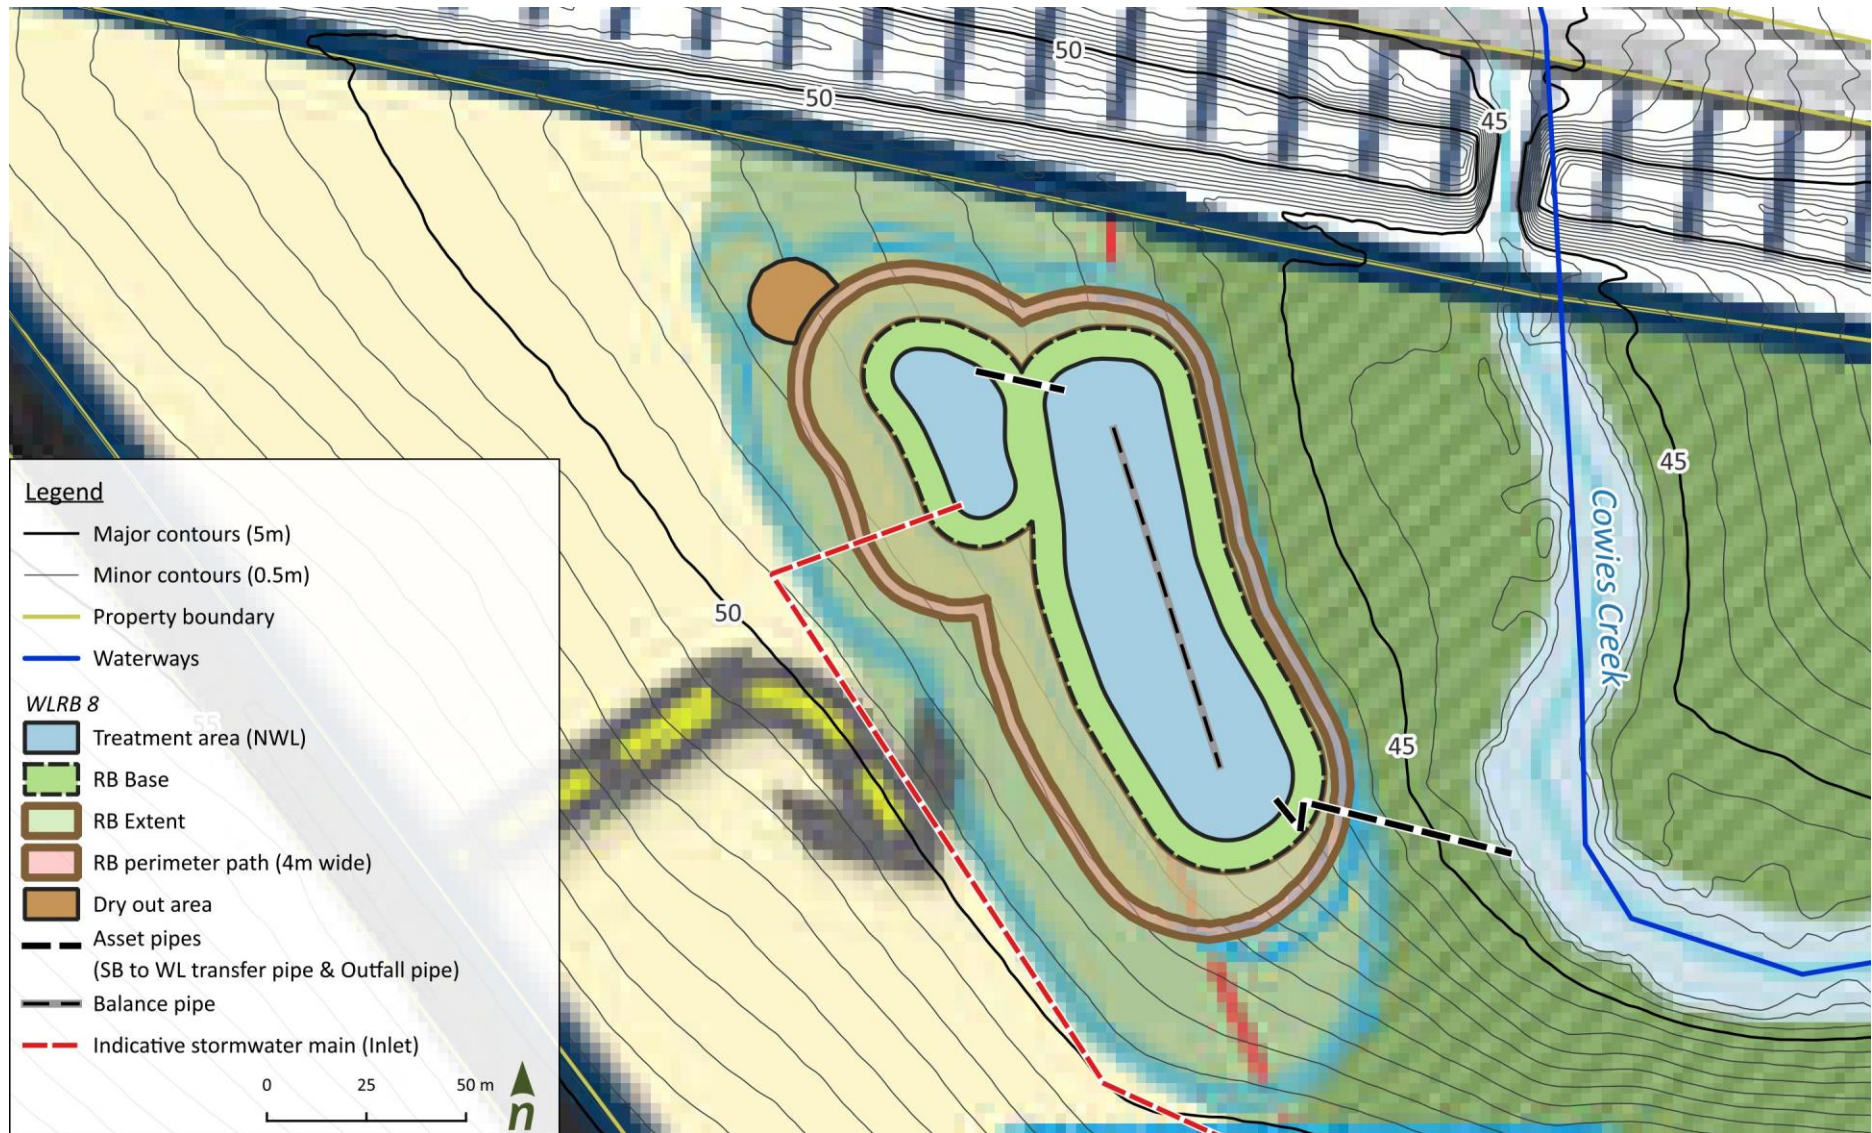 50
50
45
50
45
45
Cowies Creek
55
Legend
Major contours (5m)
Minor contours (0.5m)
Property boundary
Waterways
WLRB 8
Treatment area (NWL)
RB Base
RB Extent
RB perimeter path (4m wide)
Dry out area
Asset pipes
(SB to WL transfer pipe & Outfall pipe)
Balance pipe
Indicative stormwater main (Inlet)
0 25 50 m
n